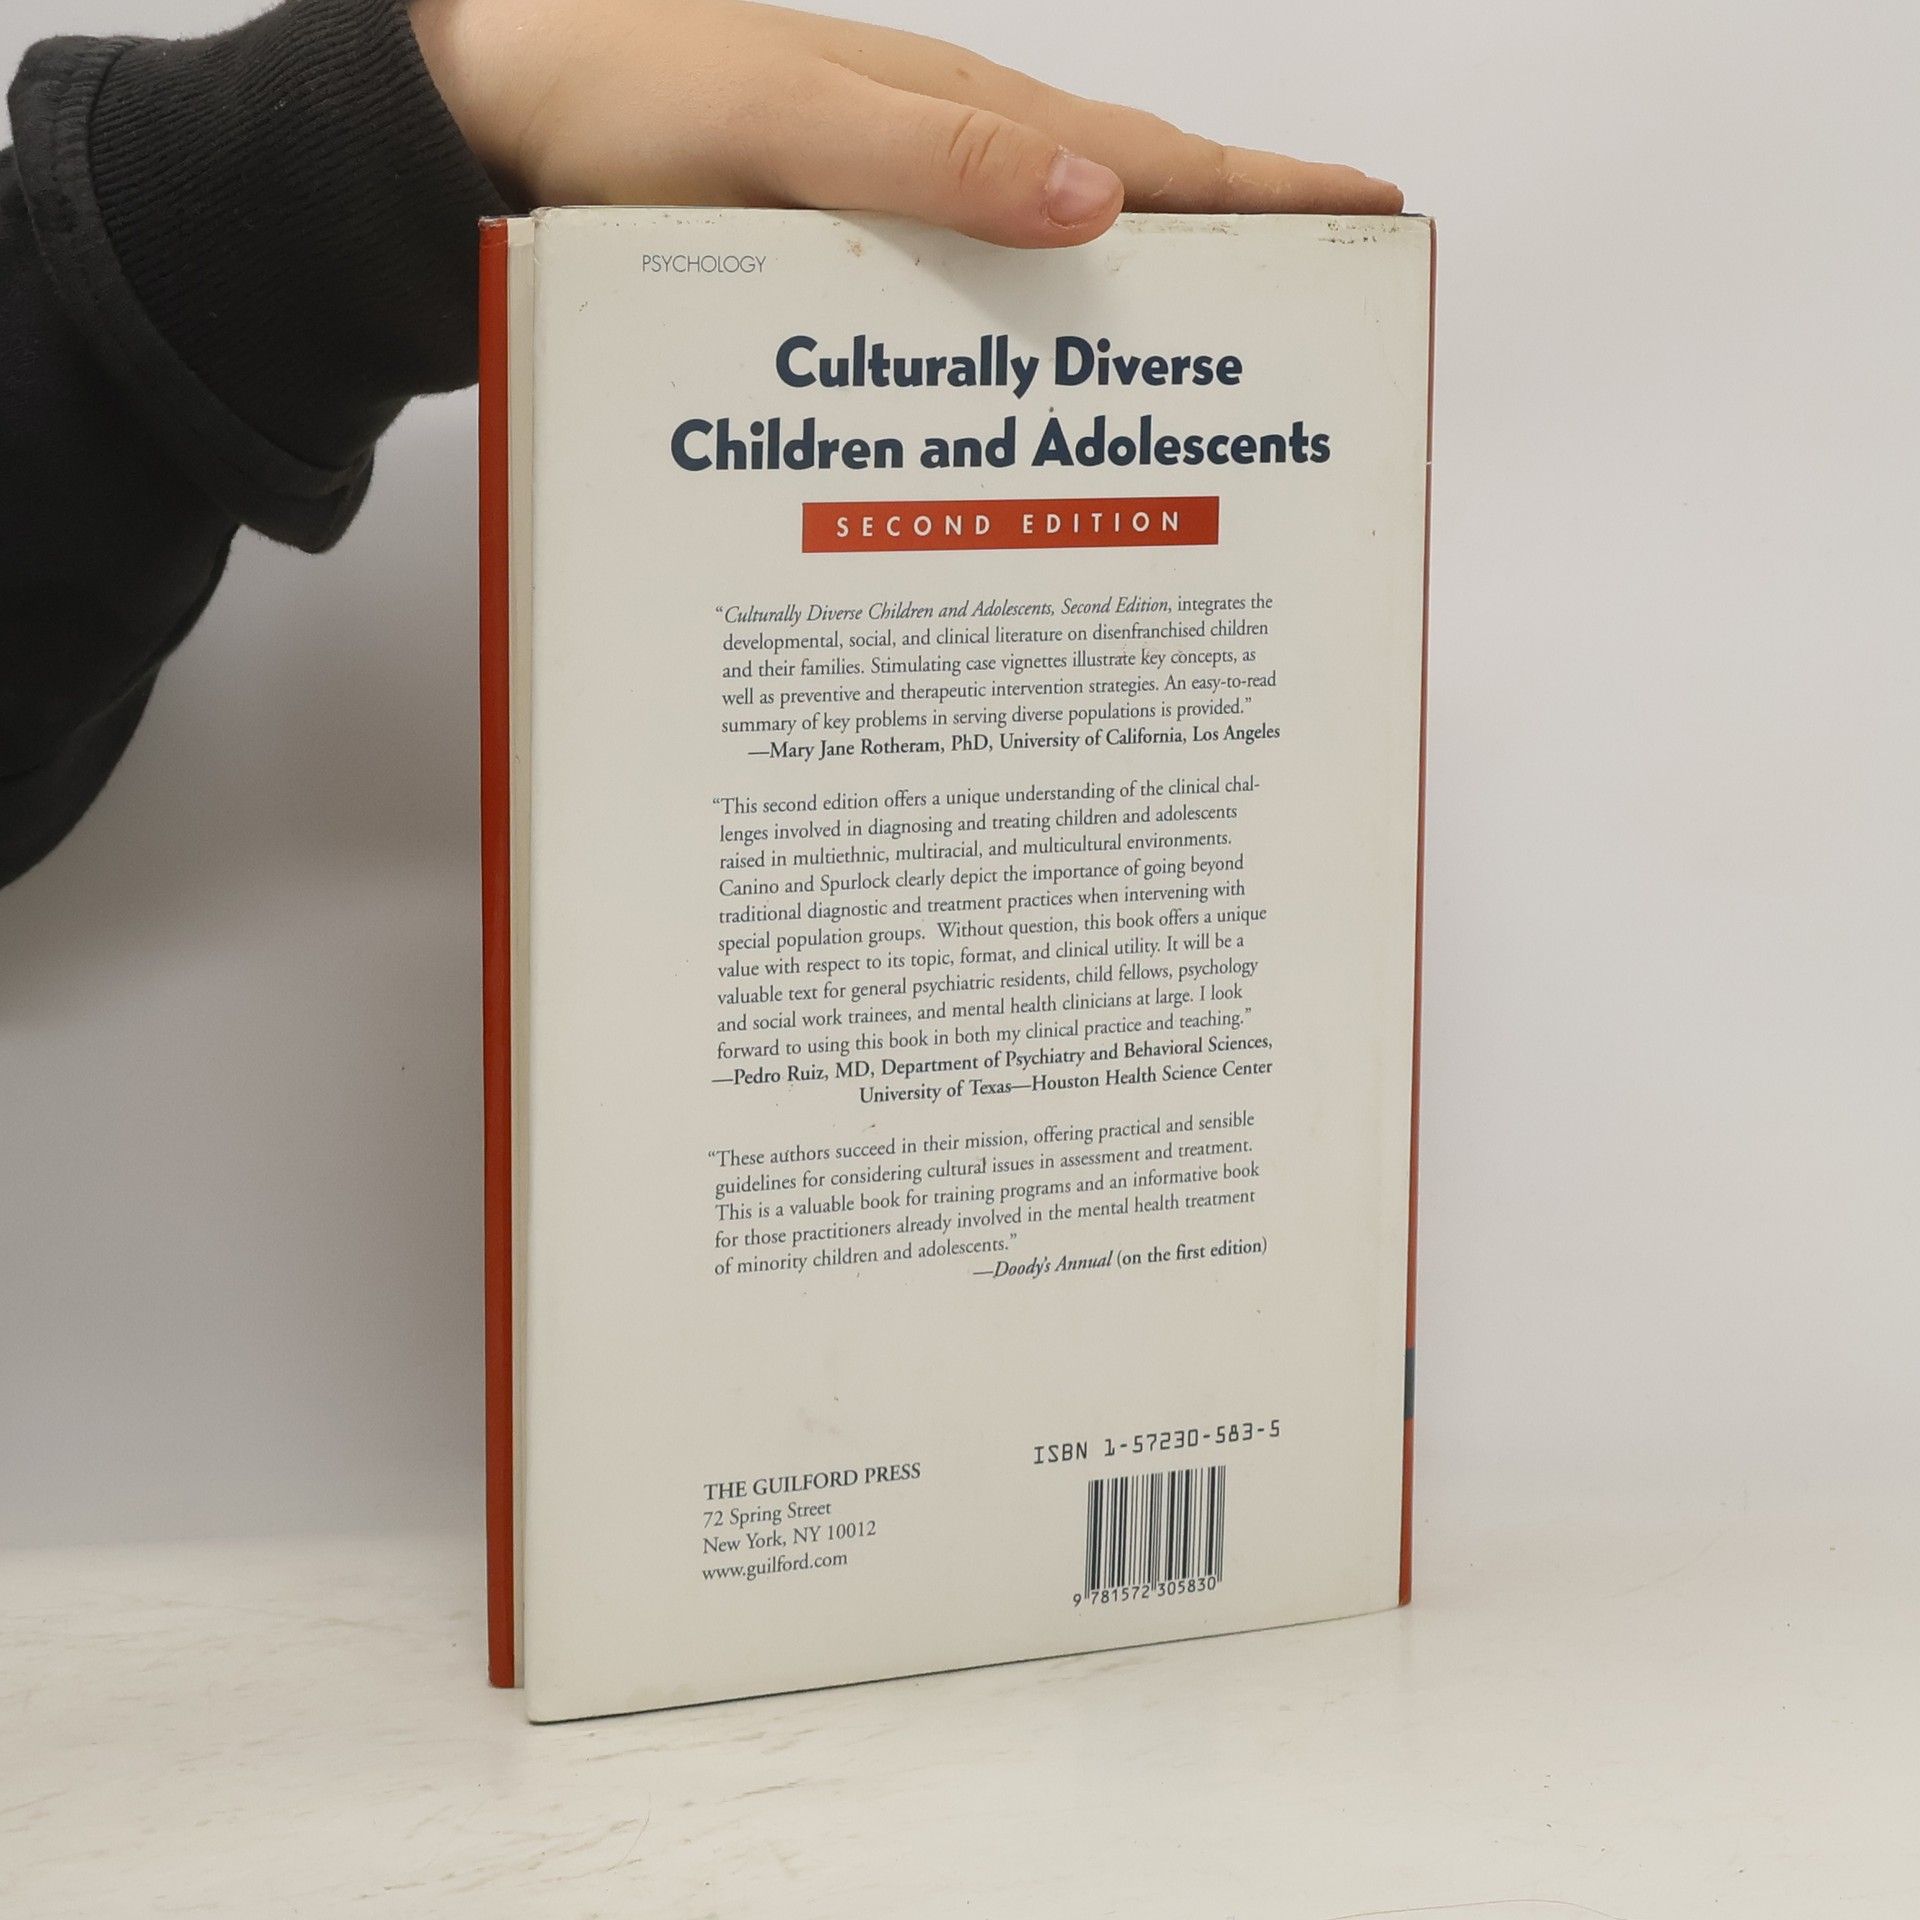 PSYCHOLOGY
Culturally Diverse
Children and Adolescents
SECOND EDITION
“Culturally Diverse Children and Adolescents, Second Edition, integrates the
developmental, social, and clinical literature on disenfranchised children
and their families. Stimulating case vignettes illustrate key concepts, as
well as preventive and therapeutic intervention strategies. An easy-to-read
summary of key problems in serving diverse populations is provided.”
—Mary Jane Rotheram, PhD, University of California, Los Angeles
“This second edition offers a unique understanding of the clinical chal-
lenges involved in diagnosing and treating children and adolescents
raised in multiethnic, multiracial, and multicultural environments.
Canino and Spurlock clearly depict the importance of going beyond
traditional diagnostic and treatment practices when intervening with
special population groups. Without question, this book offers a unique
value with respect to its topic, format, and clinical utility. It will be a
valuable text for general psychiatric residents, child fellows, psychology
and social work trainees, and mental health clinicians at large. I look
forward to using this book in both my clinical practice and teaching.”
—Pedro Ruiz, MD, Department of Psychiatry and Behavioral Sciences,
University of Texas—Houston Health Science Center
“These authors succeed in their mission, offering practical and sensible
guidelines for considering cultural issues in assessment and treatment.
This is a valuable book for training programs and an informative book
for those practitioners already involved in the mental health treatment
of minority children and adolescents.”
—Doody's Annual (on the first edition)
THE GUILFORD PRESS
72 Spring Street
New York, NY 10012
www.guilford.com
ISBN 1-57230-583-5
9 781572 305830